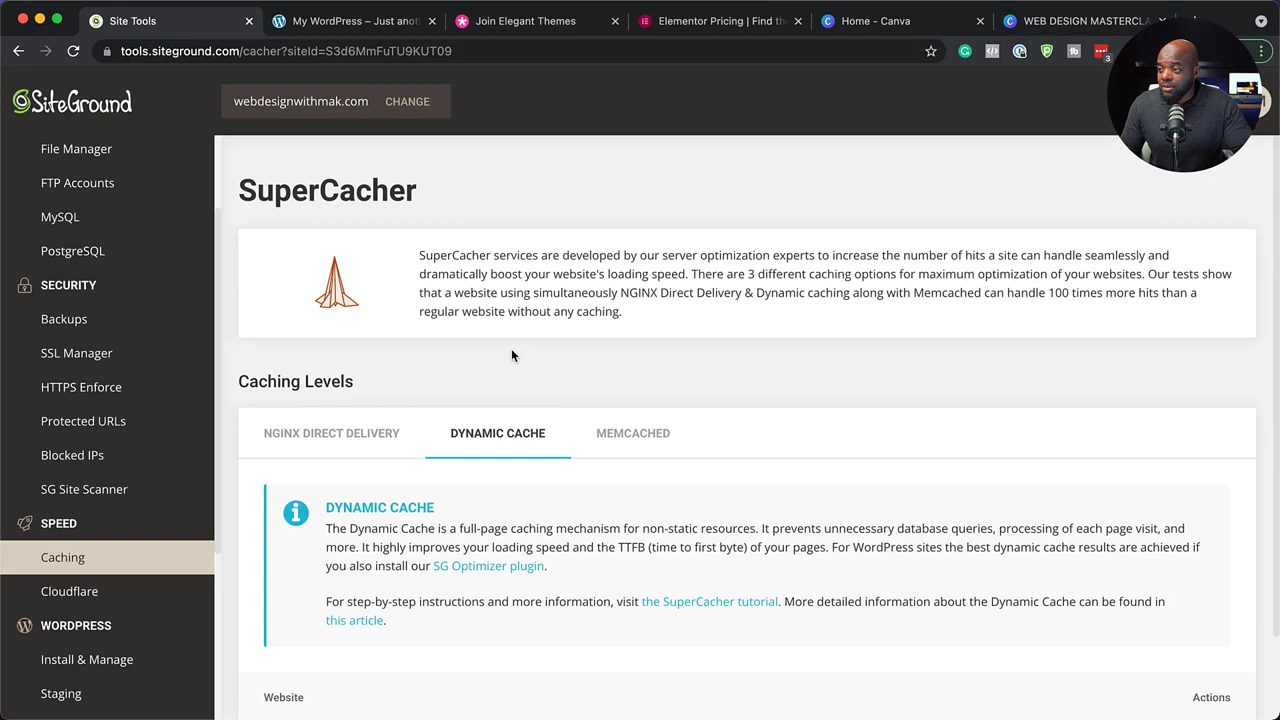 Site Tools
My WordPress – Just anot
Join Elegant Themes
Elementor Pricing | Find th
Home - Canva
WEB DESIGN MASTERCLA
tools.siteground.com/cacher?siteId=S3d6MmFuTU9KUT09
3
SiteGround
webdesignwithmak.com CHANGE
File Manager
FTP Accounts
MySQL
PostgreSQL
SECURITY
Backups
SSL Manager
HTTPS Enforce
Protected URLs
Blocked IPs
SG Site Scanner
SPEED
Caching
Cloudflare
WORDPRESS
Install & Manage
Staging
SuperCacher
SuperCacher services are developed by our server optimization experts to increase the number of hits a site can handle seamlessly and
dramatically boost your website's loading speed. There are 3 different caching options for maximum optimization of your websites. Our tests show
that a website using simultaneously NGINX Direct Delivery & Dynamic caching along with Memcached can handle 100 times more hits than a
regular website without any caching.
Caching Levels
NGINX DIRECT DELIVERY DYNAMIC CACHE MEMCACHED
DYNAMIC CACHE
The Dynamic Cache is a full-page caching mechanism for non-static resources. It prevents unnecessary database queries, processing of each page visit, and
more. It highly improves your loading speed and the TTFB (time to first byte) of your pages. For WordPress sites the best dynamic cache results are achieved if
you also install our SG Optimizer plugin.
For step-by-step instructions and more information, visit the SuperCacher tutorial. More detailed information about the Dynamic Cache can be found in
this article.
Website Actions